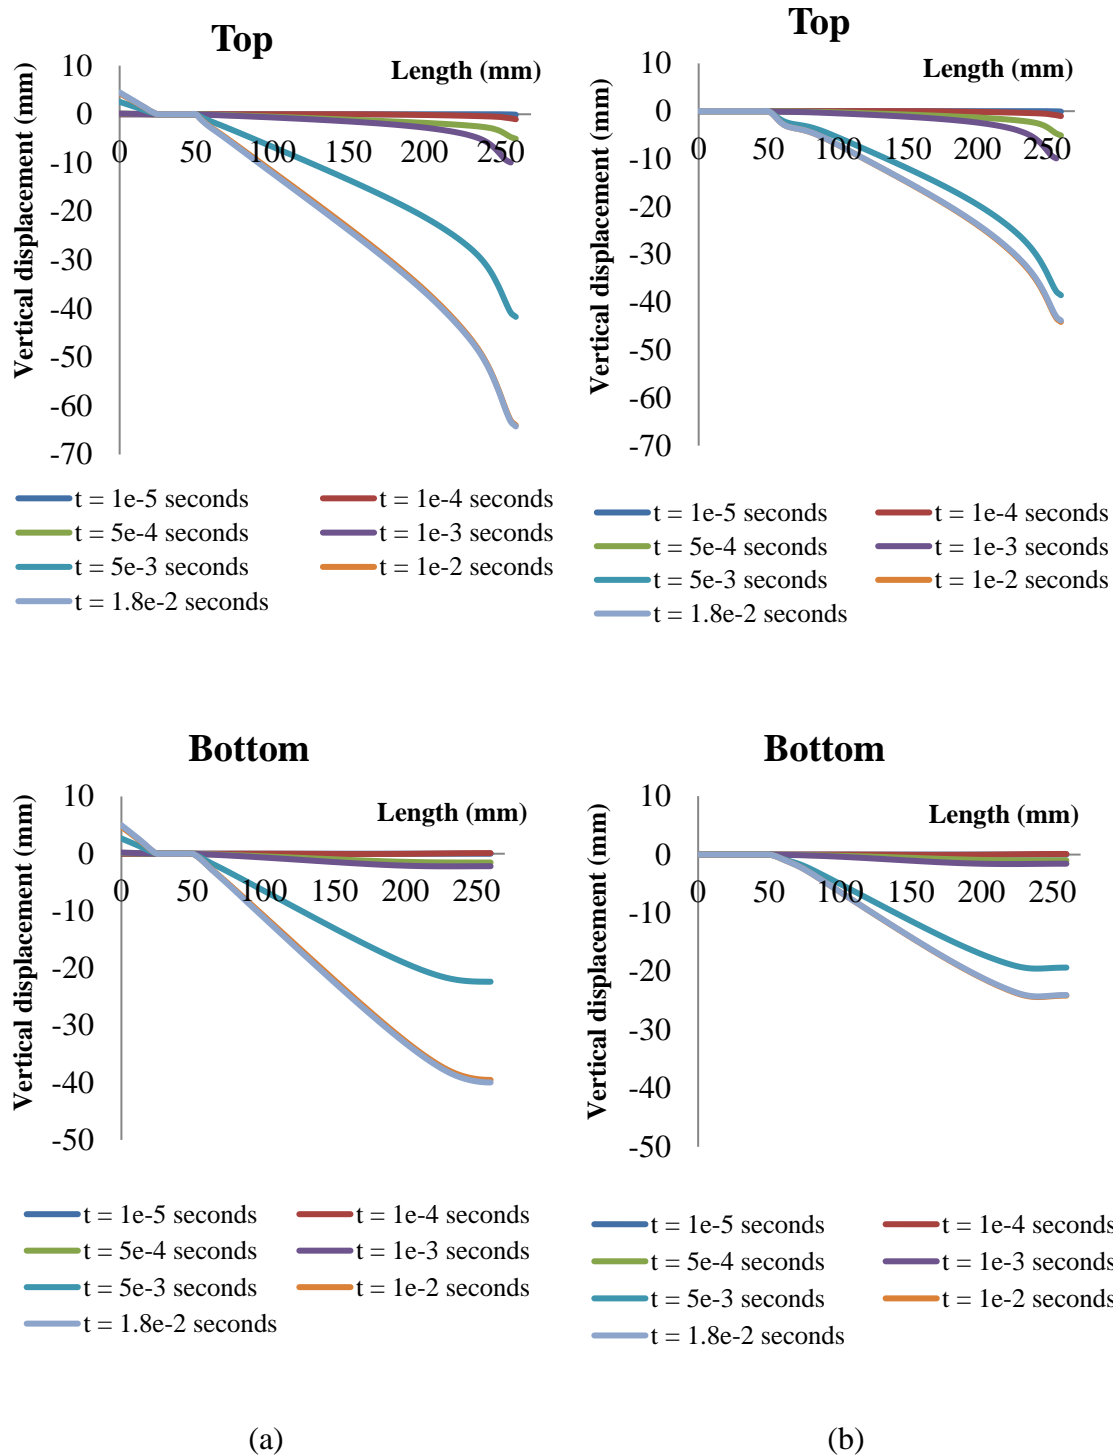 Top
Length (mm)
Vertical displacement (mm)
10
0
-10
-20
-30
-40
-50
-60
-70
0 50 100 150 200 250
t = 1e-5 seconds t = 1e-4 seconds
t = 5e-4 seconds t = 1e-3 seconds
t = 5e-3 seconds t = 1e-2 seconds
t = 1.8e-2 seconds
Top
Length (mm)
Vertical displacement (mm)
10
0
-10
-20
-30
-40
-50
-60
-70
0 50 100 150 200 250
t = 1e-5 seconds t = 1e-4 seconds
t = 5e-4 seconds t = 1e-3 seconds
t = 5e-3 seconds t = 1e-2 seconds
t = 1.8e-2 seconds
Bottom
Length (mm)
Vertical displacement (mm)
10
0
-10
-20
-30
-40
-50
0 50 100 150 200 250
t = 1e-5 seconds t = 1e-4 seconds
t = 5e-4 seconds t = 1e-3 seconds
t = 5e-3 seconds t = 1e-2 seconds
t = 1.8e-2 seconds
Bottom
Length (mm)
Vertical displacement (mm)
10
0
-10
-20
-30
-40
-50
0 50 100 150 200 250
t = 1e-5 seconds t = 1e-4 seconds
t = 5e-4 seconds t = 1e-3 seconds
t = 5e-3 seconds t = 1e-2 seconds
t = 1.8e-2 seconds
(a) (b)